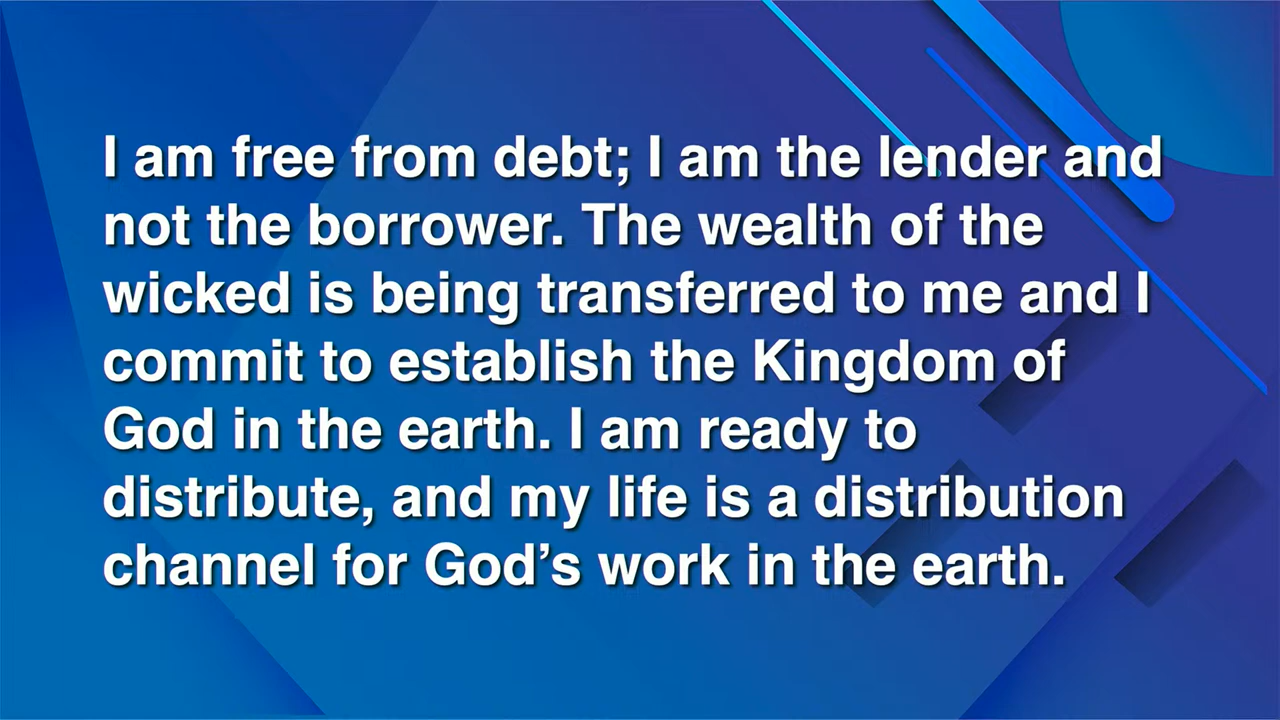 I am free from debt; I am the lender and
not the borrower. The wealth of the
wicked is being transferred to me and I
commit to establish the Kingdom of
God in the earth. I am ready to
distribute, and my life is a distribution
channel for God’s work in the earth.